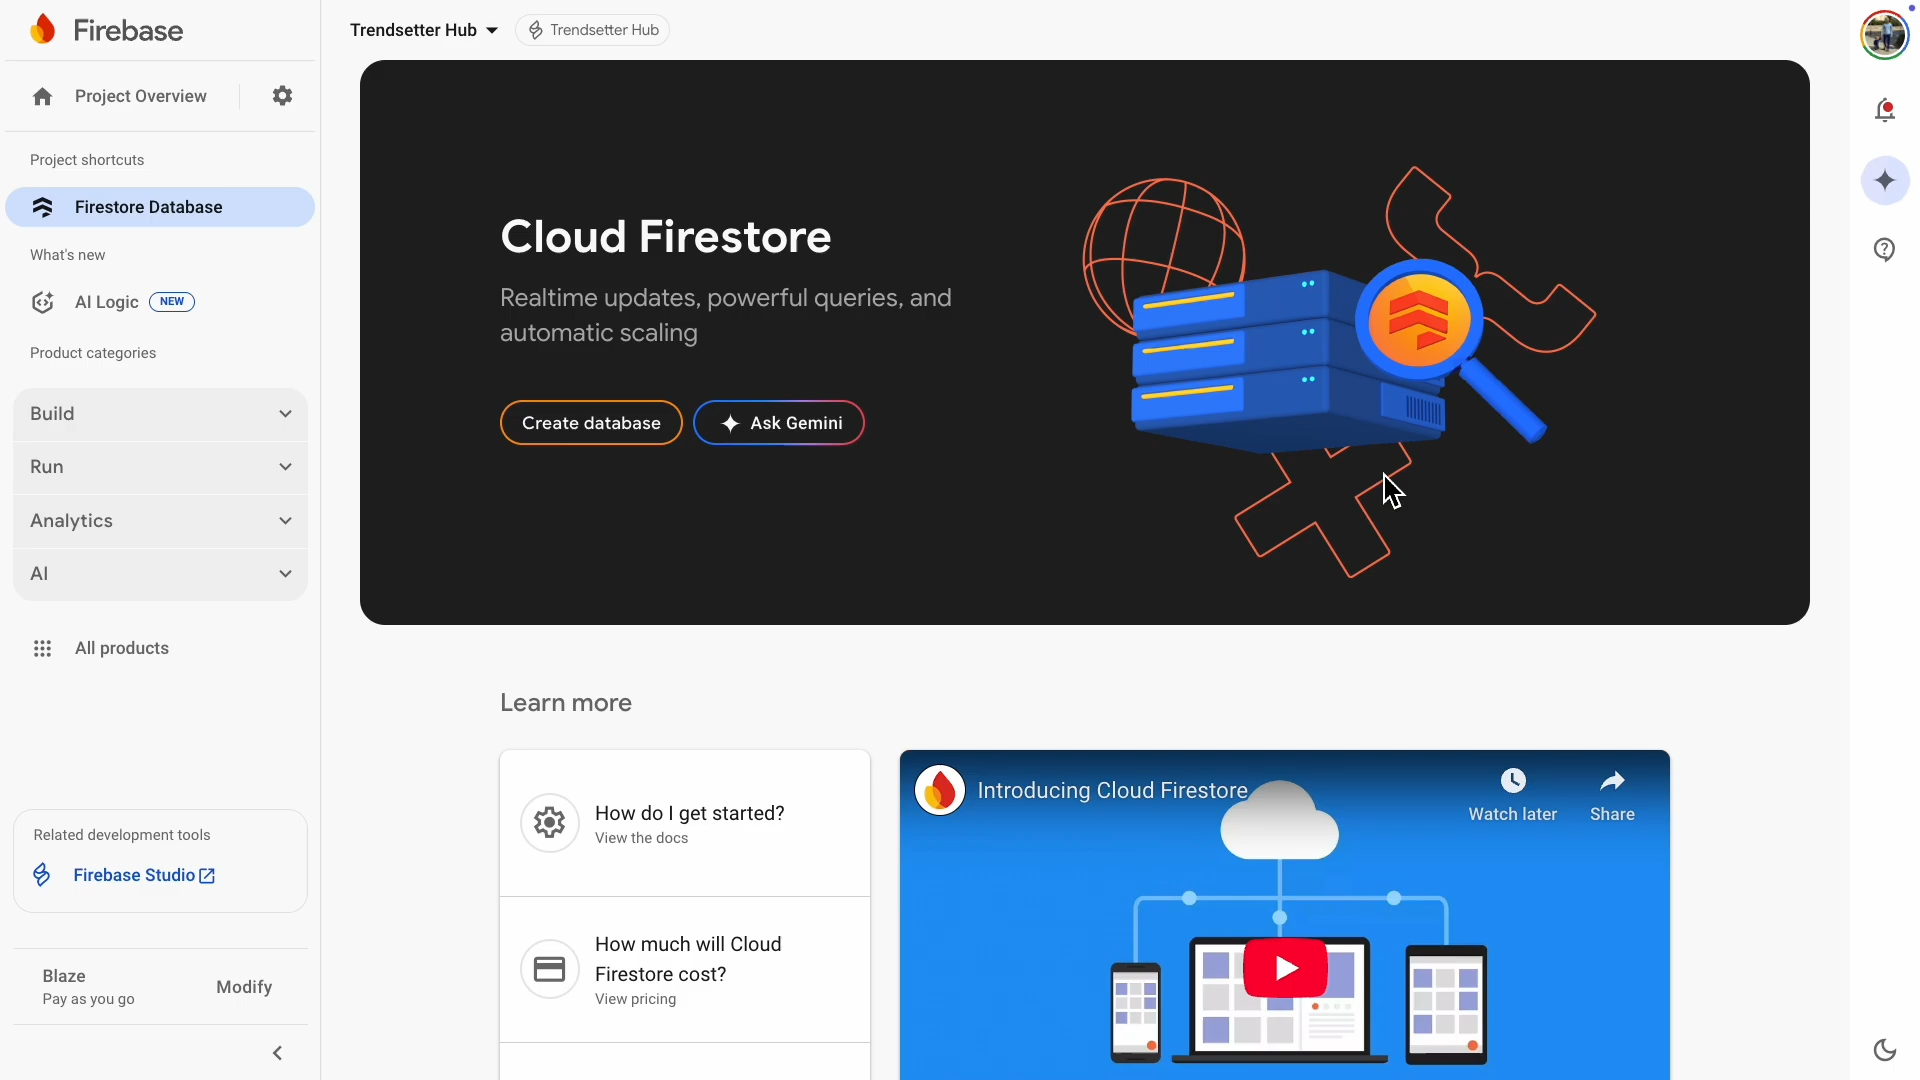 Firebase
Project Overview
Project shortcuts
Firestore Database
What's new
AI Logic NEW
Product categories
Build
Run
Analytics
AI
All products
Related development tools
Firebase Studio
Blaze
Pay as you go
Modify
Trendsetter Hub
Trendsetter Hub
Cloud Firestore
Realtime updates, powerful queries, and
automatic scaling
Create database
Ask Gemini
Learn more
How do I get started?
View the docs
How much will Cloud
Firestore cost?
View pricing
Introducing Cloud Firestore
Watch later
Share